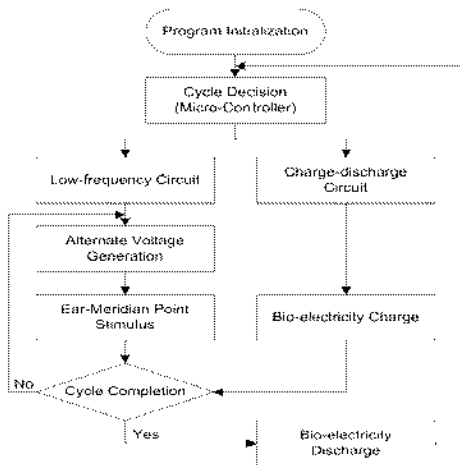 Program Initialization
Cycle Decision
(Micro-Controller)
Low-frequency Circuit
Charge-discharge
Circuit
Alternate Voltage
Generation
Ear-Meridian Point
Stimulus
Bio-electricity Charge
No
Cycle Completion
Yes
Bio-electricity
Discharge